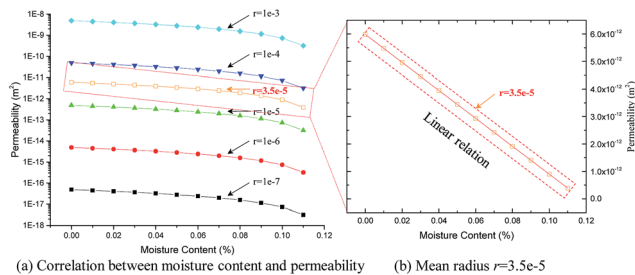 1E-8
1E-9
1E-10
1E-11
1E-12
1E-13
1E-14
1E-15
1E-16
1E-17
1E-18
Permeability (m²)
r=1e-3
r=1e-4
r=3.5e-5
r=1e-5
r=1e-6
r=1e-7
0.00 0.02 0.04 0.06 0.08 0.10 0.12
Moisture Content (%)
(a) Correlation between moisture content and permeability
r=3.5e-5
Linear relation
6.0x10⁻¹²
5.0x10⁻¹²
4.0x10⁻¹²
3.0x10⁻¹²
2.0x10⁻¹²
1.0x10⁻¹²
0.0
Permeability (m²)
0.00 0.02 0.04 0.06 0.08 0.10 0.12
Moisture Content (%)
(b) Mean radius r=3.5e-5